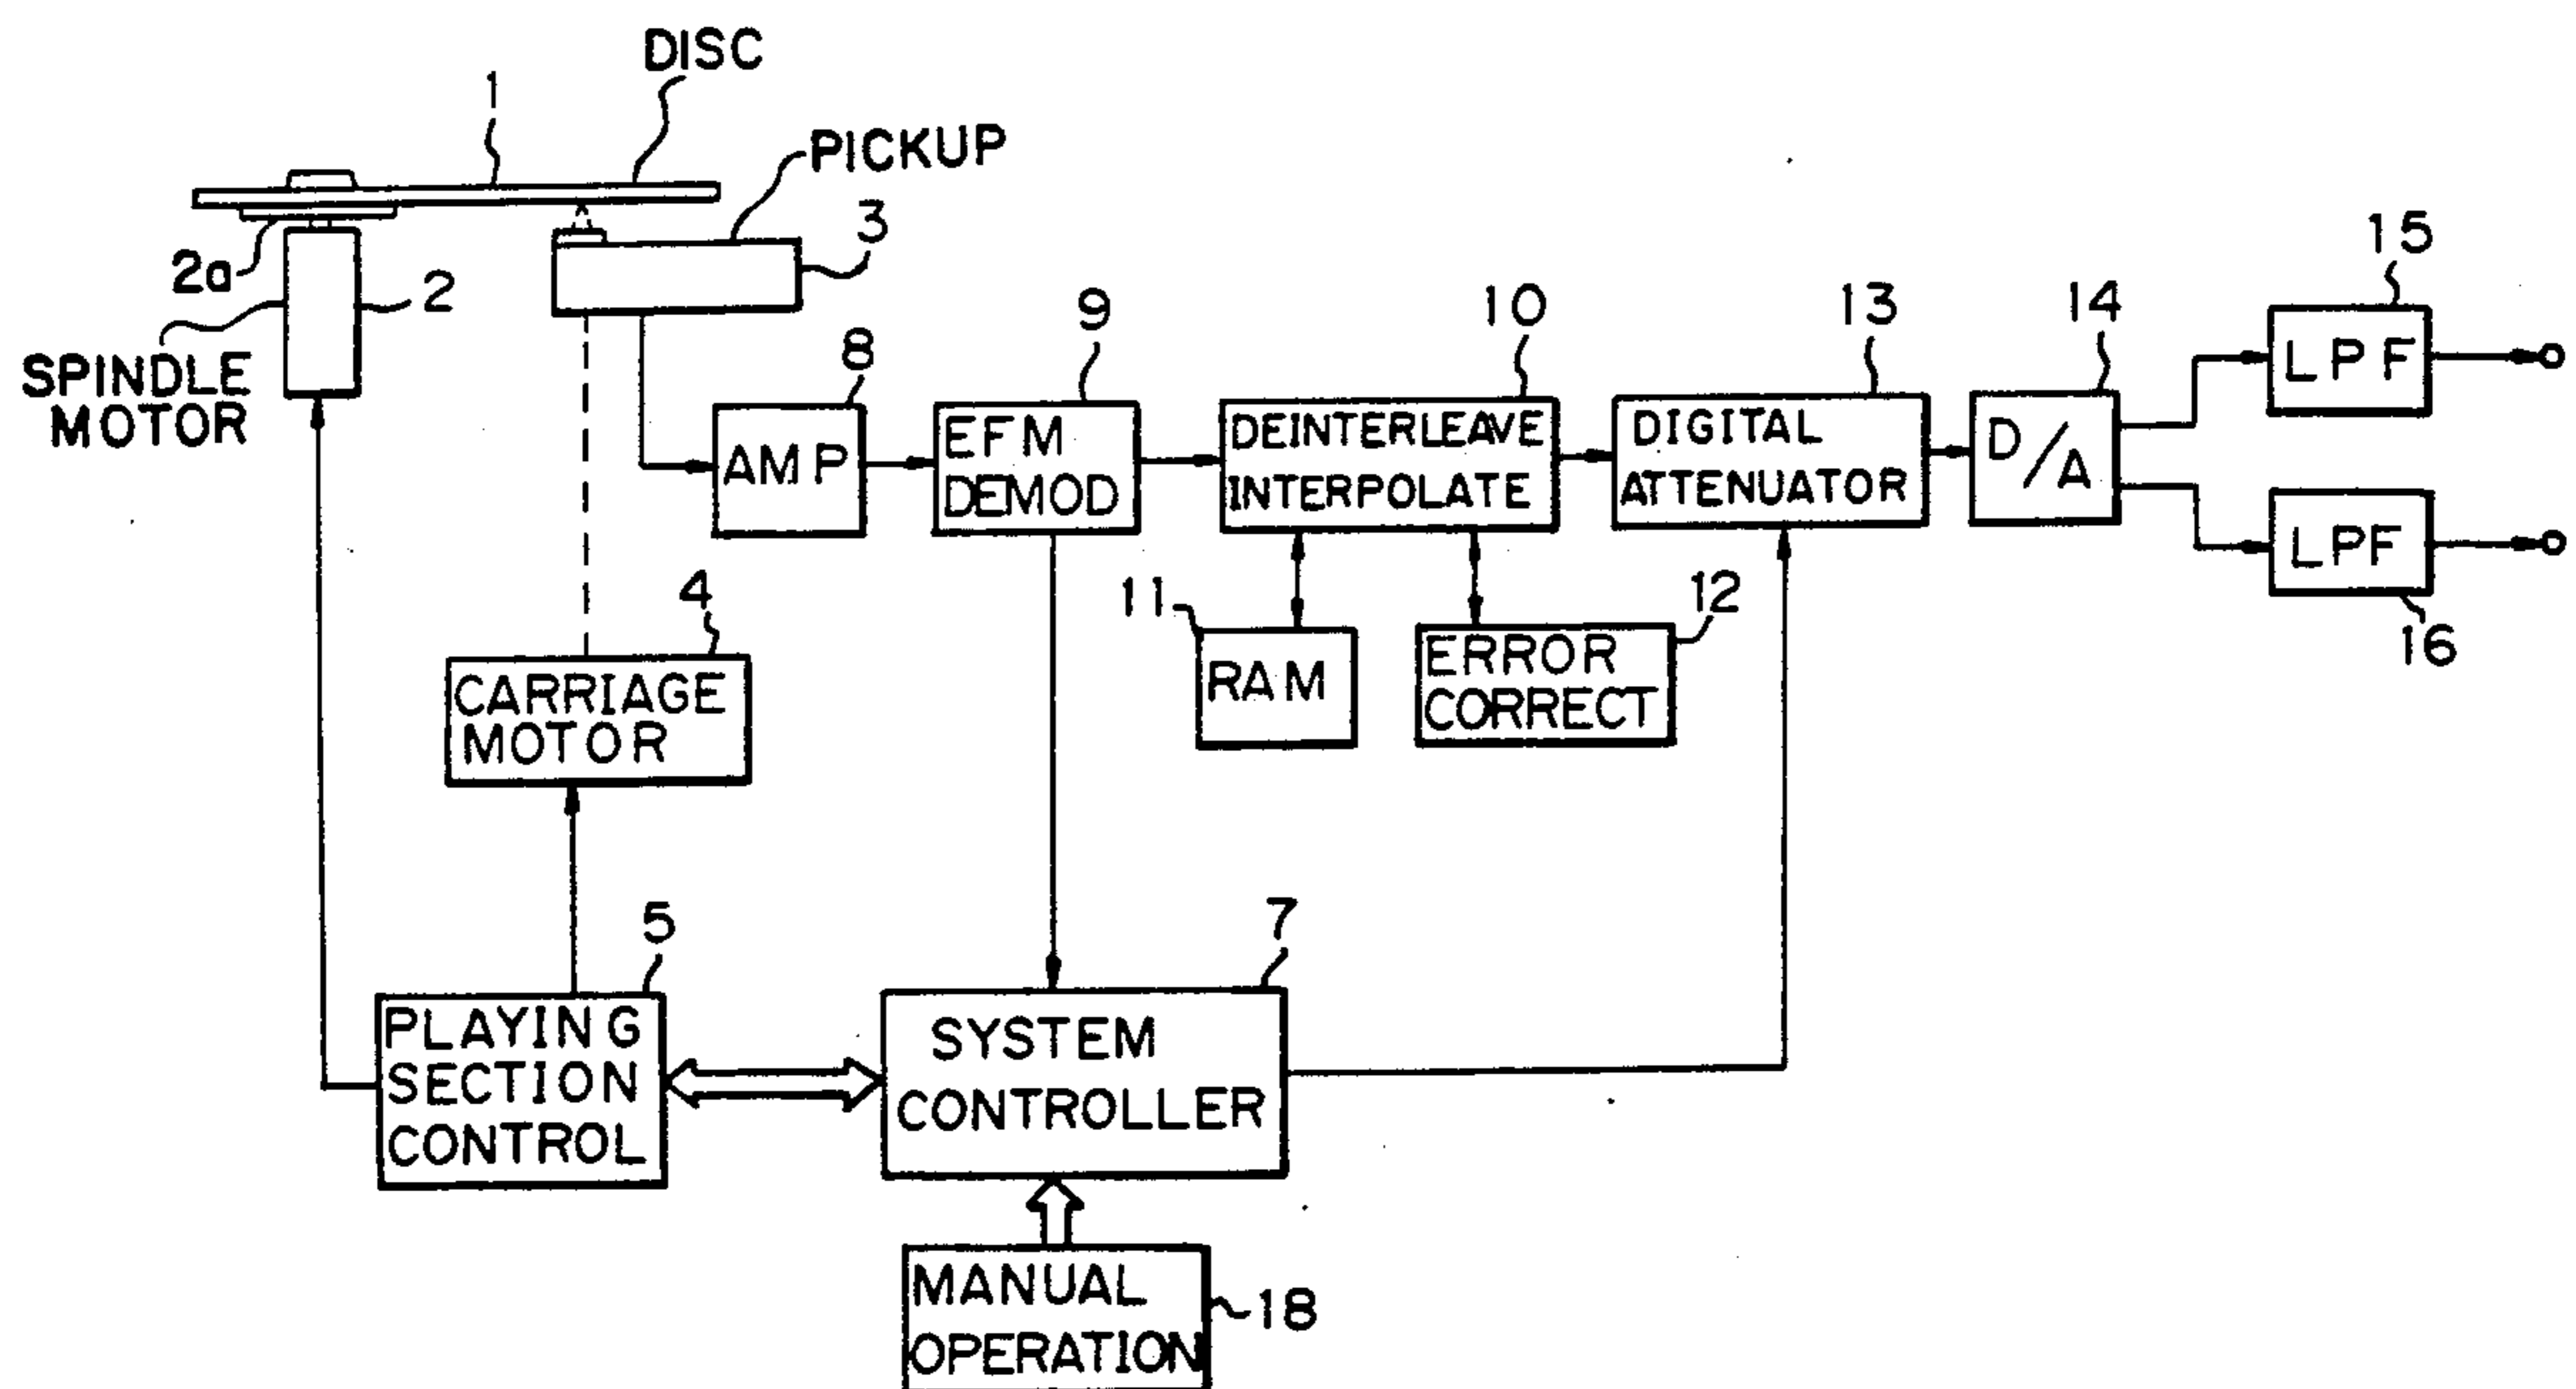 DISC
1
PICKUP
3
2a
2
SPINDLE
MOTOR
8
AMP
9
EFM
DEMOD
10
DEINTERLEAVE
INTERPOLATE
13
DIGITAL
ATTENUATOR
14
D/A
15
LPF
LPF
16
11
RAM
12
ERROR
CORRECT
4
CARRIAGE
MOTOR
5
PLAYING
SECTION
CONTROL
7
SYSTEM
CONTROLLER
MANUAL
OPERATION
18